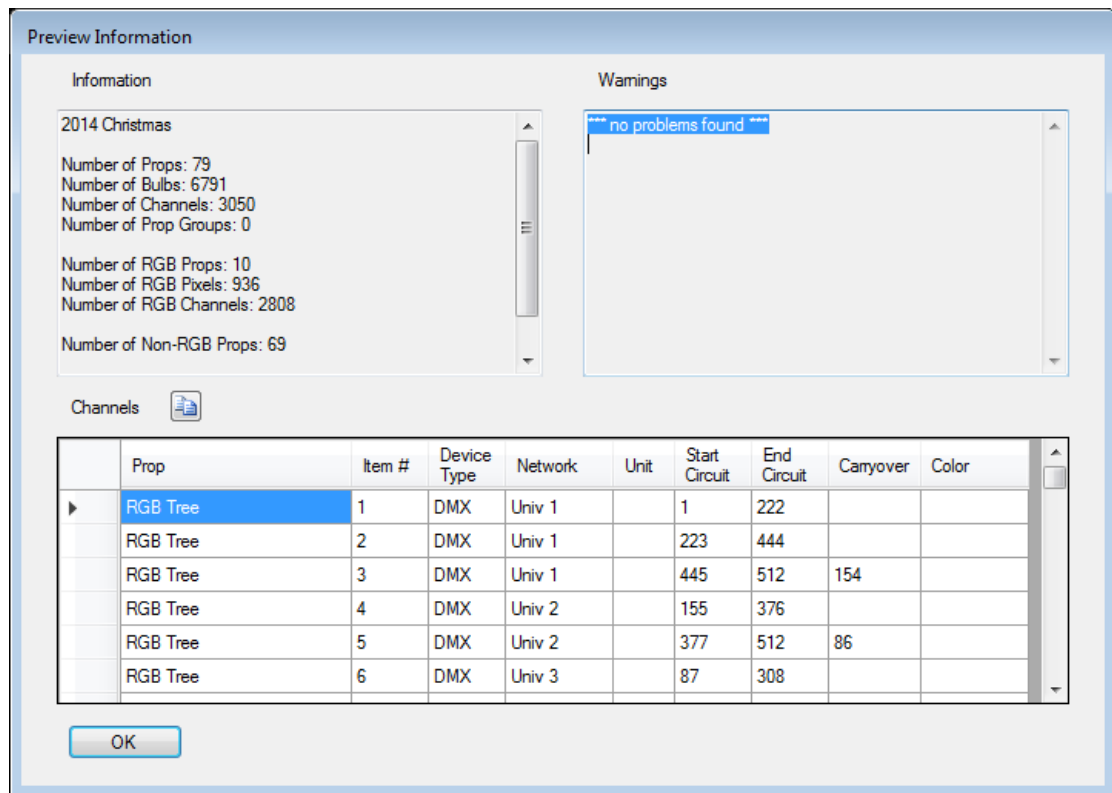 Preview Information
Information
Warnings
2014 Christmas
Number of Props: 79
Number of Bulbs: 6791
Number of Channels: 3050
Number of Prop Groups: 0
Number of RGB Props: 10
Number of RGB Pixels: 936
Number of RGB Channels: 2808
Number of Non-RGB Props: 69
*** no problems found ***
Channels
Prop Item # Device Type Network Unit Start Circuit End Circuit Carryover Color
RGB Tree 1 DMX Univ 1 1 222
RGB Tree 2 DMX Univ 1 223 444
RGB Tree 3 DMX Univ 1 445 512 154
RGB Tree 4 DMX Univ 2 155 376
RGB Tree 5 DMX Univ 2 377 512 86
RGB Tree 6 DMX Univ 3 87 308
OK